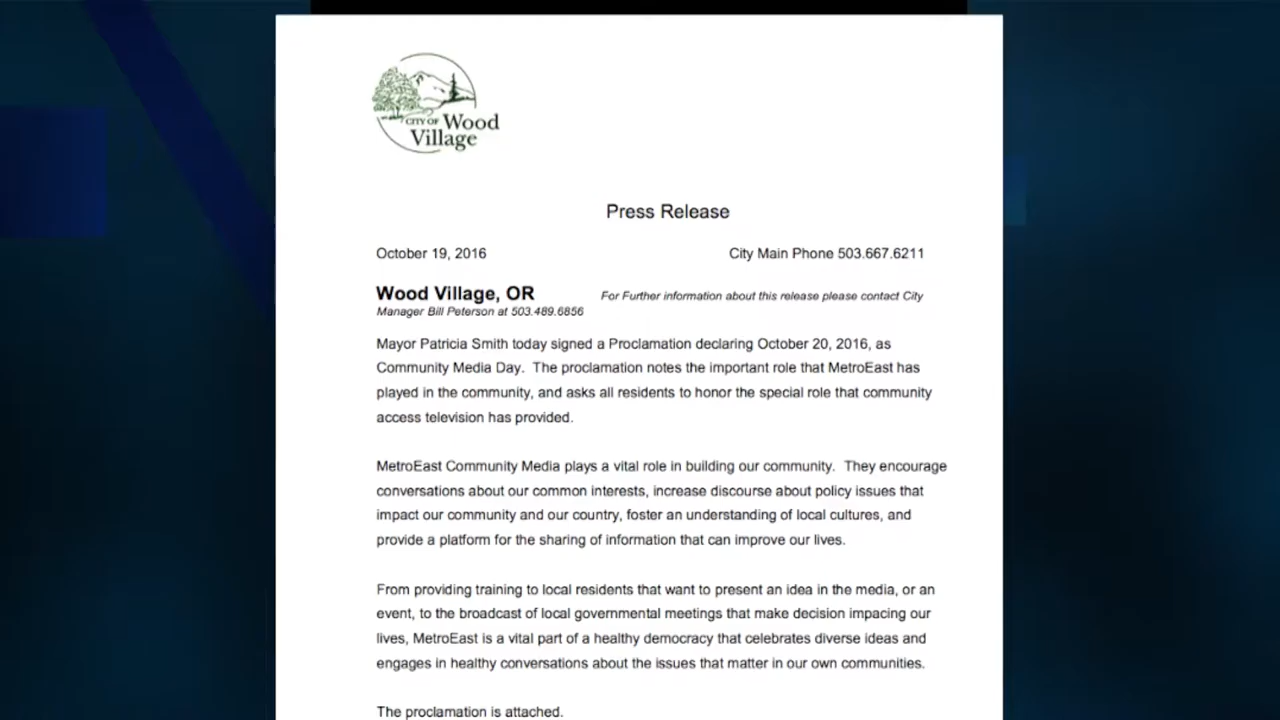 CITY OF Wood
Village
Press Release
October 19, 2016 City Main Phone 503.667.6211
Wood Village, OR For Further information about this release please contact City
Manager Bill Peterson at 503.489.6856
Mayor Patricia Smith today signed a Proclamation declaring October 20, 2016, as
Community Media Day. The proclamation notes the important role that MetroEast has
played in the community, and asks all residents to honor the special role that community
access television has provided.
MetroEast Community Media plays a vital role in building our community. They encourage
conversations about our common interests, increase discourse about policy issues that
impact our community and our country, foster an understanding of local cultures, and
provide a platform for the sharing of information that can improve our lives.
From providing training to local residents that want to present an idea in the media, or an
event, to the broadcast of local governmental meetings that make decision impacting our
lives, MetroEast is a vital part of a healthy democracy that celebrates diverse ideas and
engages in healthy conversations about the issues that matter in our own communities.
The proclamation is attached.